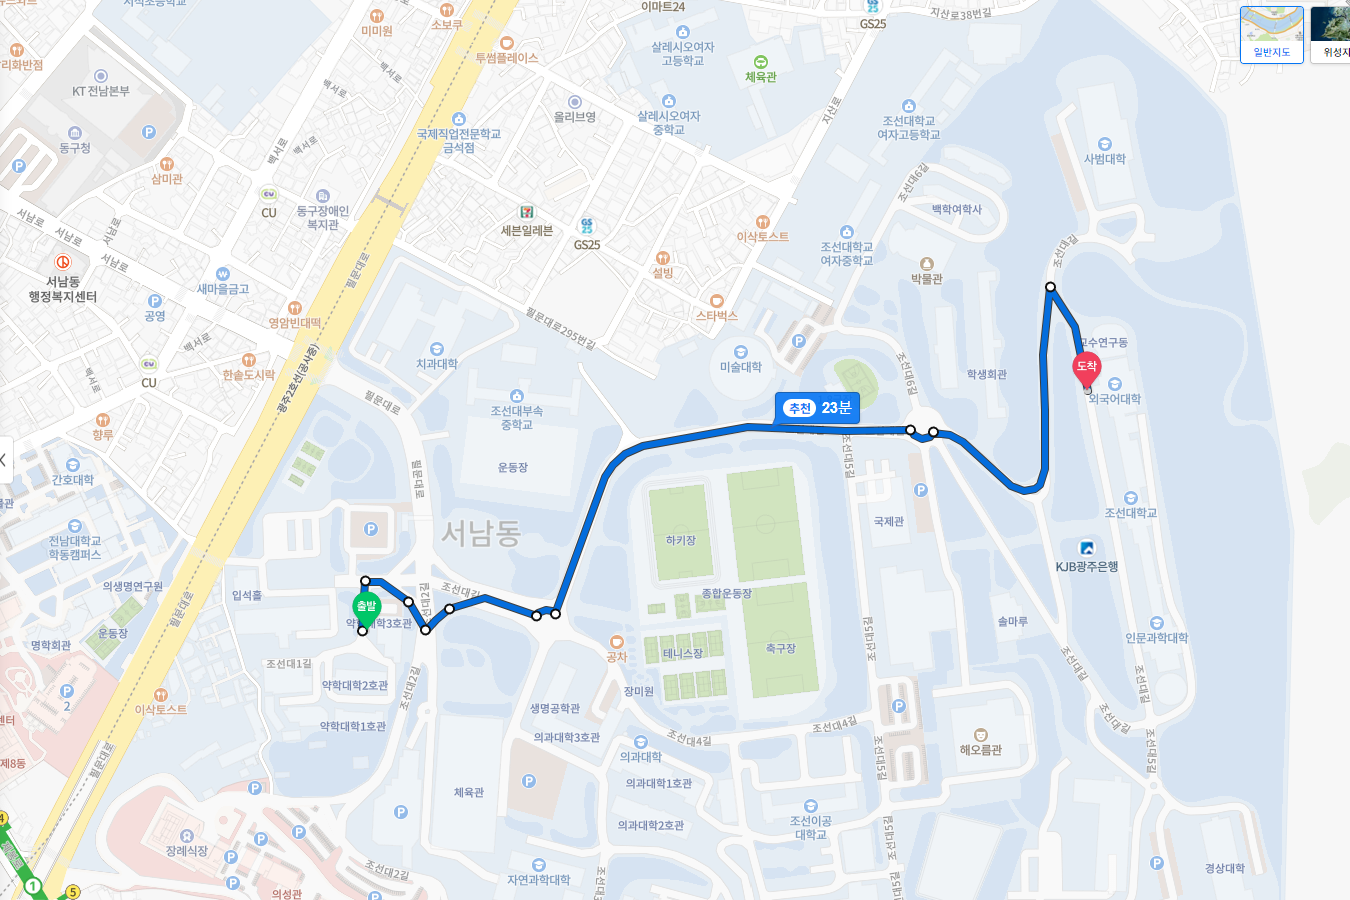 이마트24
GS25
지산로38번길
일반지도
소보쿠
미미원
투썸플레이스
살레시오여자
고등학교
체육관
백서로
KT 전남본부
올리브영
살레시오여자
중학교
지산로
조선대학교
여자고등학교
국제직업전문학교
금석점
동구청
백서로
백서로
사범대학
삼미관
CU
동구장애인
복지관
조선대6길
백학여학사
서남로
서남로
서남로
서남로
세븐일레븐
GS25
이삭토스트
조선대학교
여자중학교
조선대길
설빙
박물관
서남동
행정복지센터
새마을금고
필문대로
공영
영암빈대떡
스타벅스
필문대로295번길
백서로
광주2호선(공사중)
치과대학
미술대학
교수연구동
도착
한솥도시락
CU
백서로
조선대6길
학생회관
외국어대학
필문대로
조선대부속
중학교
추천 23분
향루
운동장
조선대5길
간호대학
필문대로
국제관
조선대학교
전남대학교
학동캠퍼스
서남동
하키장
KJB광주은행
의생명연구원
입석홀
조선대2길
조선대길
종합운동장
출발
약학대학3호관
필문대로
운동장
명학회관
솔마루
인문과학대학
조선대5길
축구장
테니스장
공차
조선대1길
조선대길
조선대길
약학대학2호관
조선대2길
장미원
이삭토스트
생명공학관
조선대길
약학대학1호관
의과대학3호관
조선대4길
조선대4길
의과대학
해오름관
조선대5길
조선대5길
필문대로
제8동
의과대학1호관
체육관
조선이공
대학교
의과대학2호관
조선대5길
장례식장
조선대2길
자연과학대학
조선대3길
조선대5길
경상대학
의성관
1
5